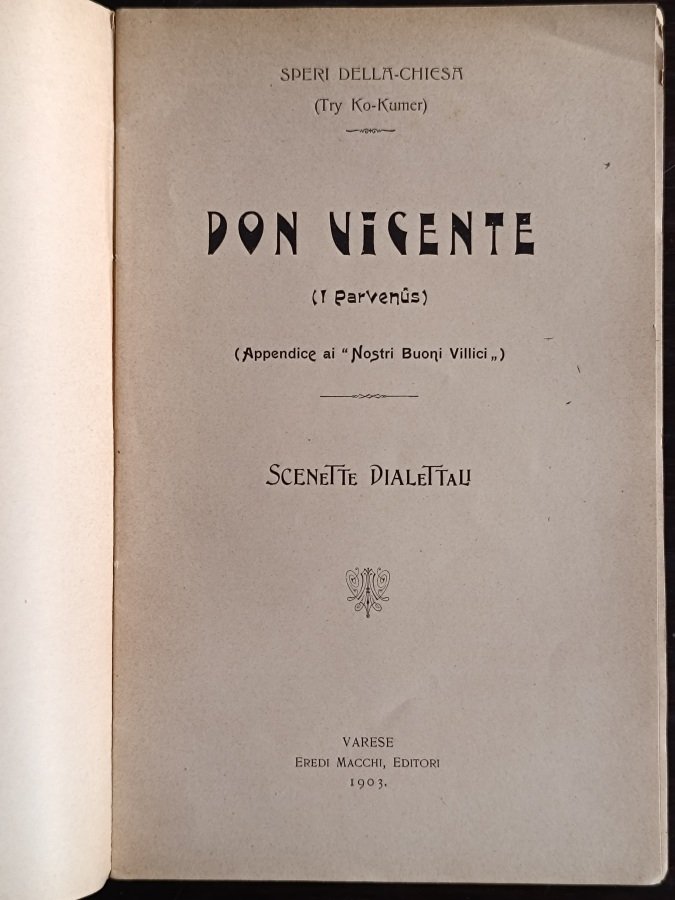 SPERI DELLA-CHIESA
(Try Ko-Kumer)
DON VICENTE
(I Parvenûs)
(Appendice ai “Nostri Buoni Villici„)
SCENETTE DIALETTALI
VARESE
EREDI MACCHI, EDITORI
1903.